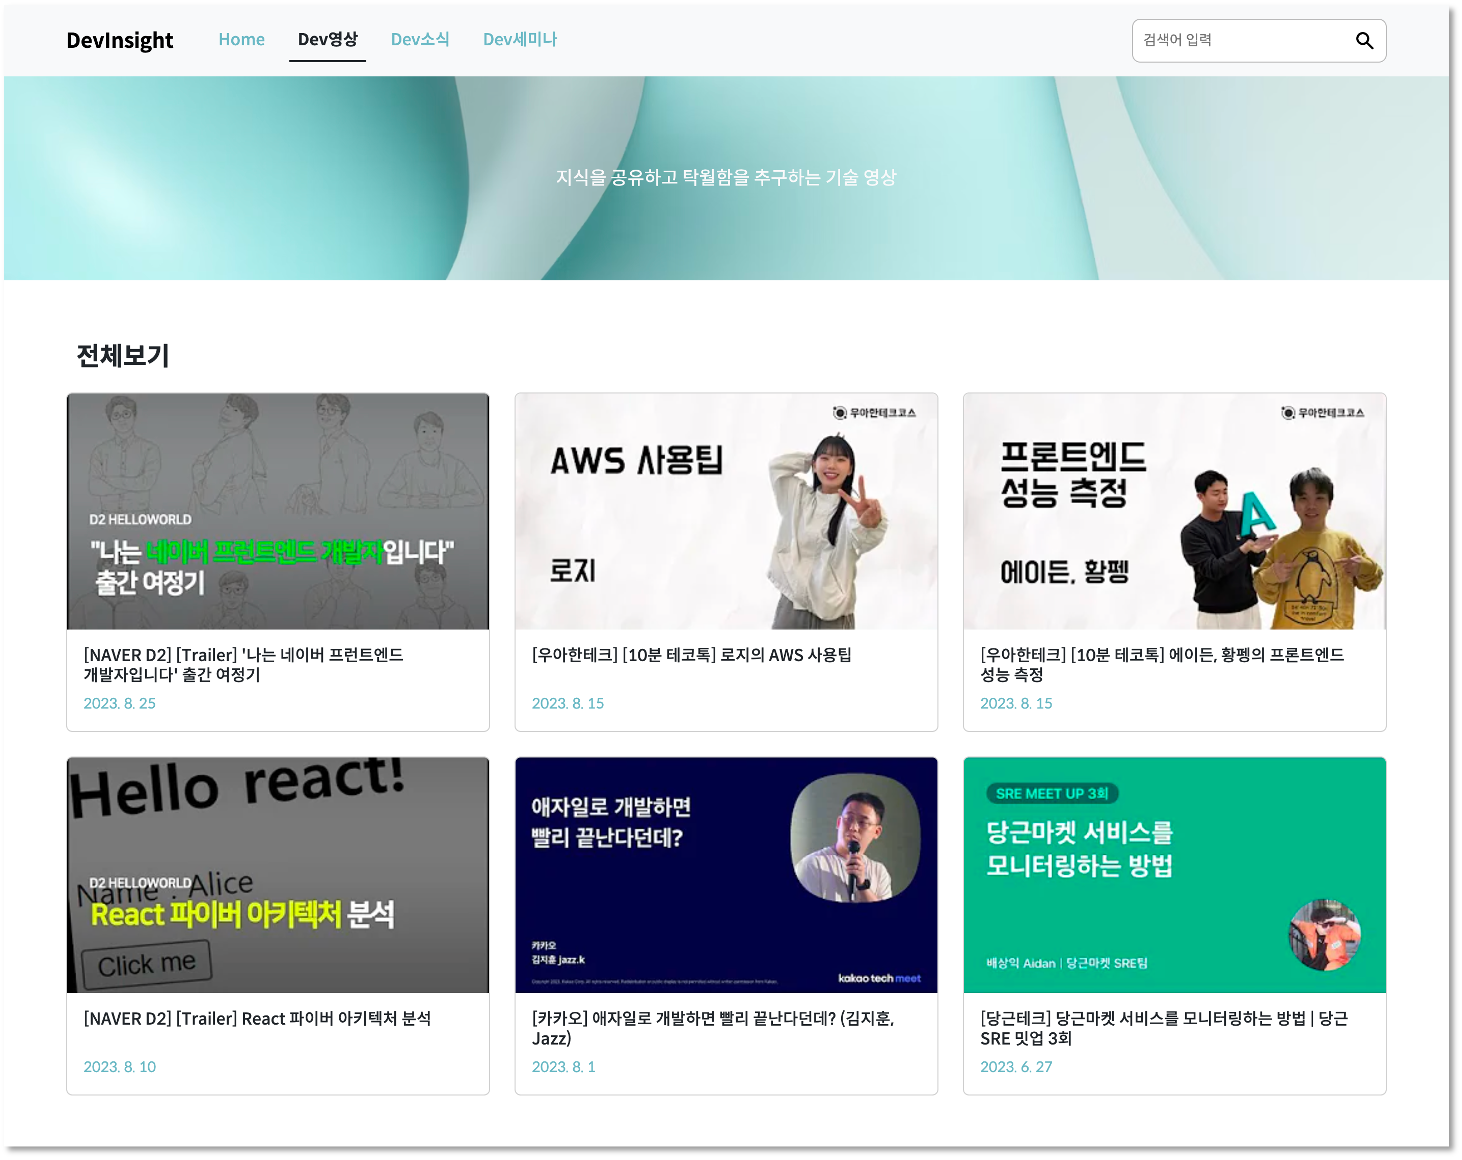 DevInsight Home Dev영상 Dev소식 Dev세미나 검색어 입력
지식을 공유하고 탁월함을 추구하는 기술 영상
전체보기
D2 HELLOWORLD
"나는 네이버 프런트엔드 개발자입니다"
출간 여정기
[NAVER D2] [Trailer] '나는 네이버 프런트엔드
개발자입니다' 출간 여정기
2023. 8. 25
우아한테크코스
AWS 사용팁
로지
[우아한테크] [10분 테코톡] 로지의 AWS 사용팁
2023. 8. 15
우아한테크코스
프론트엔드
성능 측정
A
에이든, 황펭
[우아한테크] [10분 테코톡] 에이든, 황펭의 프론트엔드
성능 측정
2023. 8. 15
Hello react!
D2 HELLOWORLD
Name : Alice
React 파이버 아키텍처 분석
Click me
[NAVER D2] [Trailer] React 파이버 아키텍처 분석
2023. 8. 10
애자일로 개발하면
빨리 끝난다던데?
카카오
김지훈 jazz.k
kakao tech meet
[카카오] 애자일로 개발하면 빨리 끝난다던데? (김지훈,
Jazz)
2023. 8. 1
SRE MEET UP 3회
당근마켓 서비스를
모니터링하는 방법
배상익 Aidan | 당근마켓 SRE팀
[당근테크] 당근마켓 서비스를 모니터링하는 방법 | 당근
SRE 밋업 3회
2023. 6. 27